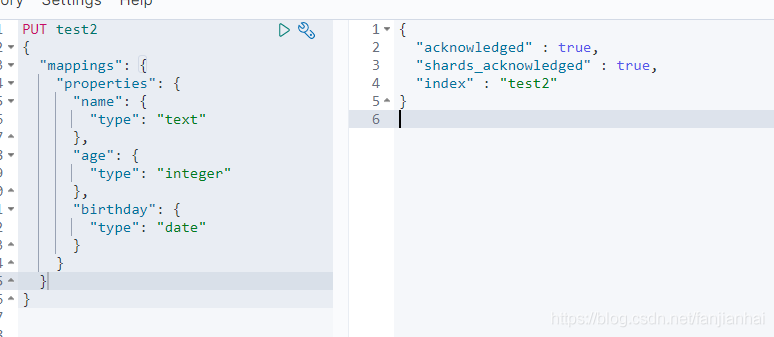 Settings Help
1 PUT test2
2 {
3 "mappings": {
4 "properties": {
5 "name": {
6 "type": "text"
7 },
8 "age": {
9 "type": "integer"
0 },
1 "birthday": {
2 "type": "date"
3 }
4 }
5 }
6 }
7
8
1 {
2 "acknowledged" : true,
3 "shards_acknowledged" : true,
4 "index" : "test2"
5 }
6
https://blog.csdn.net/fanjianhai